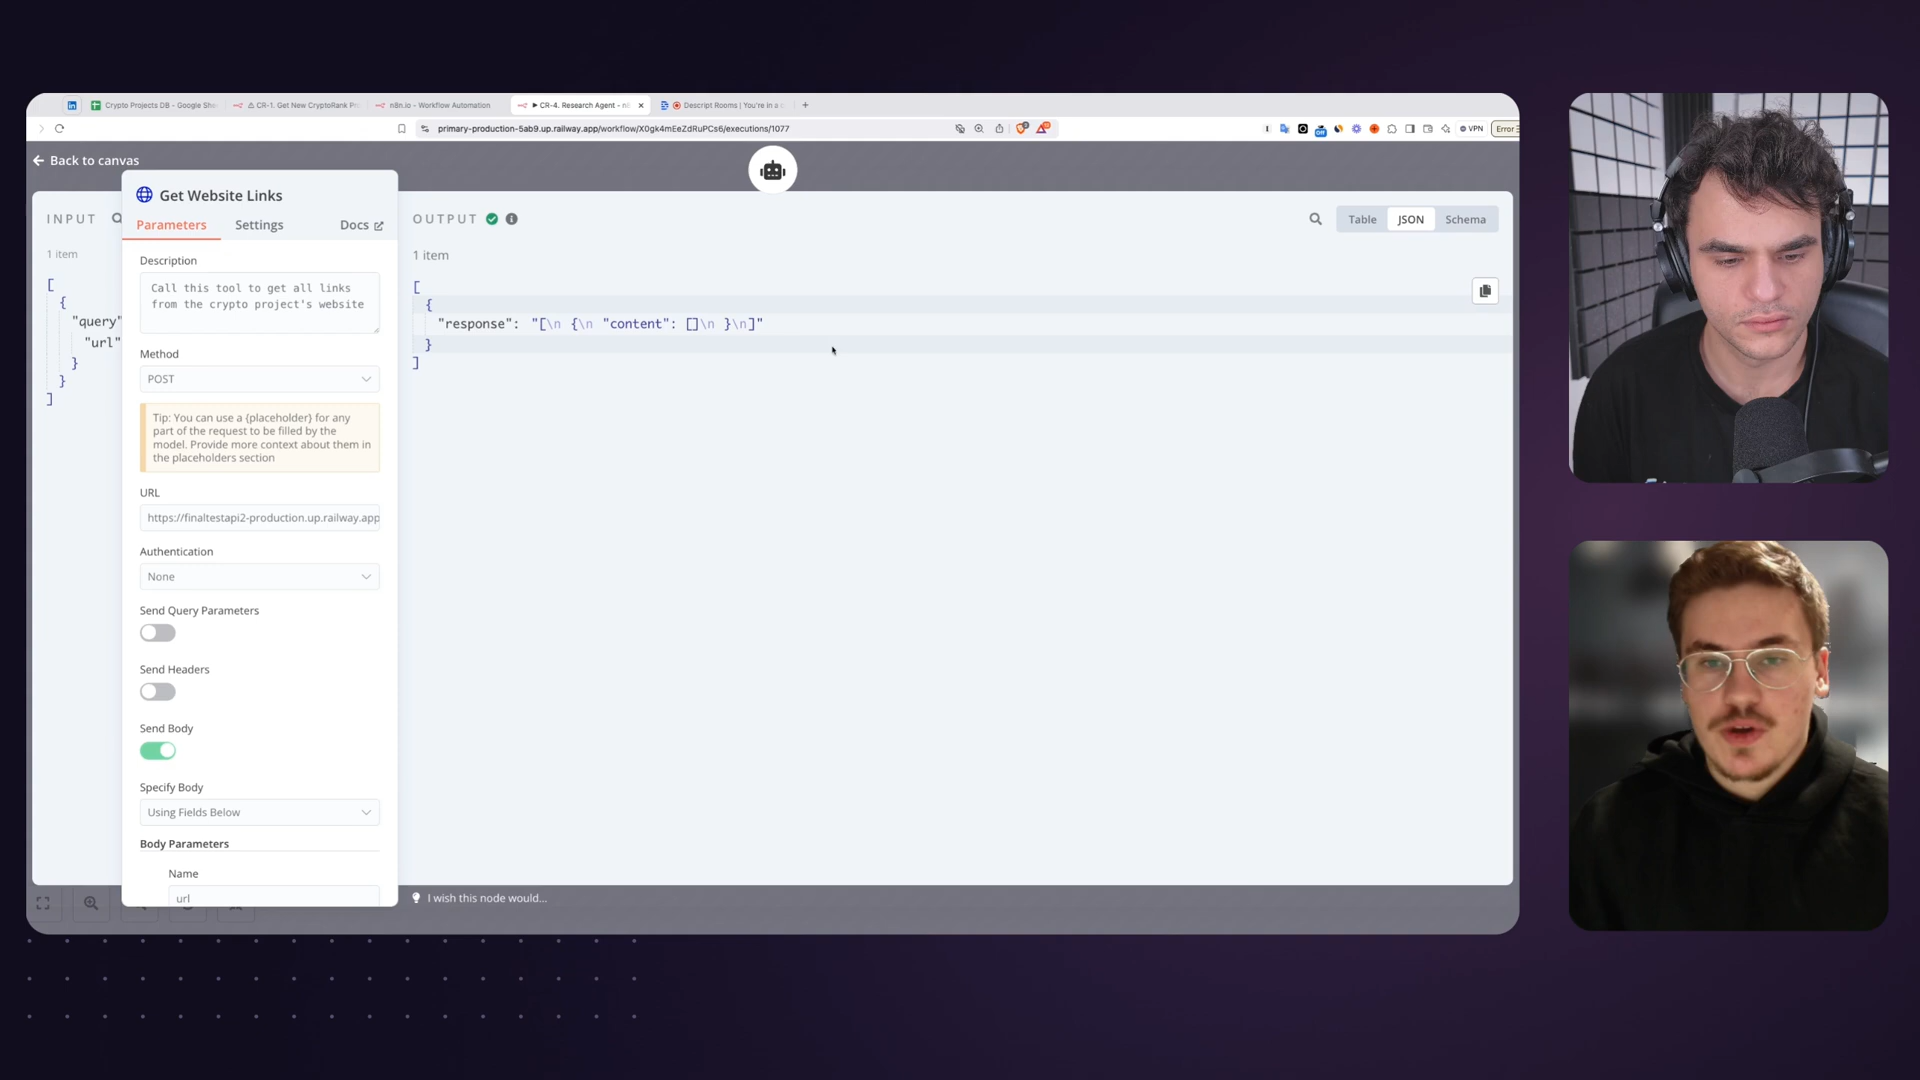 Crypto Projects DB - Google She
CR-1. Get New CryptoRank Pr
n8n.io - Workflow Automation
CR-4. Research Agent - n8
Descript Rooms | You're in a c
primary-production-5ab9.up.railway.app/workflow/X0gk4mEeZdRuPCs6/executions/1077
VPN
Error
Back to canvas
Get Website Links
INPUT
Parameters
Settings
Docs
OUTPUT
Table
JSON
Schema
1 item
[
{
"query"
"url"
}
}
]
Description
Call this tool to get all links
from the crypto project's website
Method
POST
Tip: You can use a {placeholder} for any
part of the request to be filled by the
model. Provide more context about them in
the placeholders section
URL
https://finaltestapi2-production.up.railway.app
Authentication
None
Send Query Parameters
Send Headers
Send Body
Specify Body
Using Fields Below
Body Parameters
Name
url
1 item
[
{
"response": "[\n {\n "content": []\n }\n]"
}
]
I wish this node would...